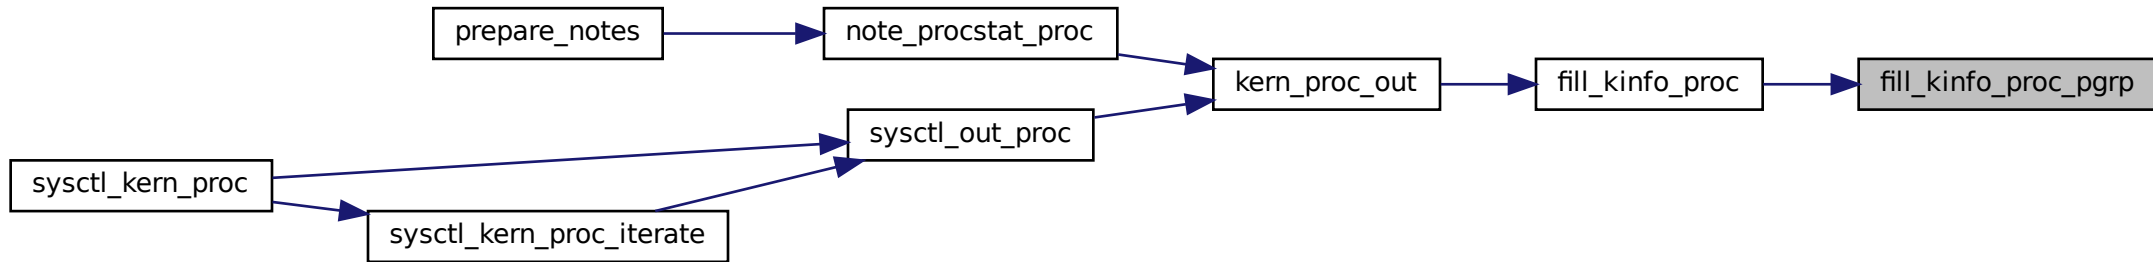 prepare_notes
note_procstat_proc
kern_proc_out
fill_kinfo_proc
fill_kinfo_proc_pgrp
sysctl_out_proc
sysctl_kern_proc
sysctl_kern_proc_iterate